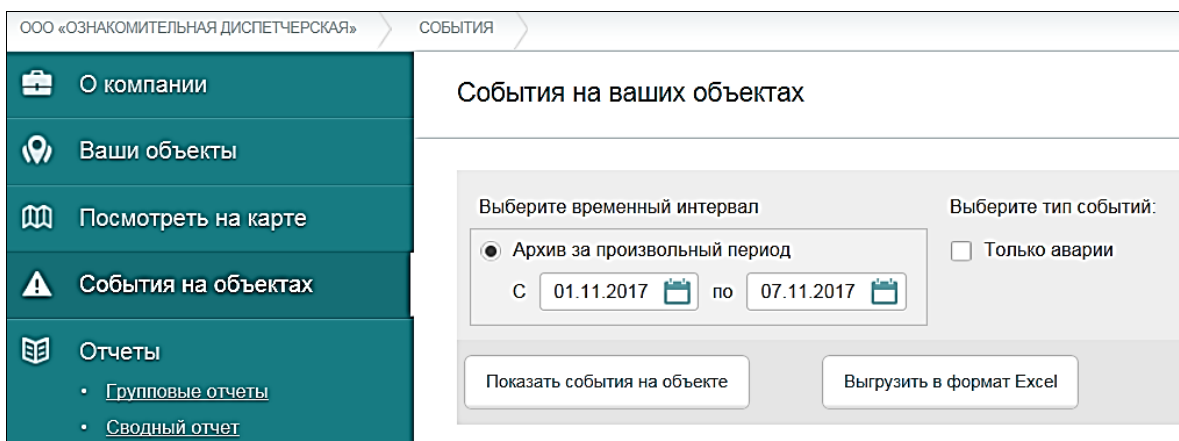 ООО «ОЗНАКОМИТЕЛЬНАЯ ДИСПЕТЧЕРСКАЯ»
СОБЫТИЯ
О компании
Ваши объекты
Посмотреть на карте
События на объектах
Отчеты
• Групповые отчеты
• Сводный отчет
События на ваших объектах
Выберите временный интервал
Архив за произвольный период
С 01.11.2017 по 07.11.2017
Выберите тип событий:
Только аварии
Показать события на объекте
Выгрузить в формат Excel